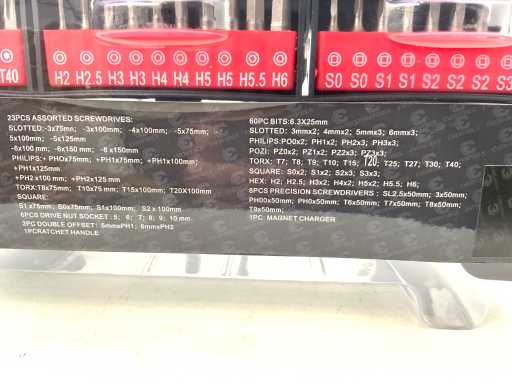 T40 H2 H2.5 H3 H3 H4 H4 H5 H5 H5.5 H6 S0 S0 S1 S1 S2 S2 S2 S3
23PCS ASSORTED SCREWDRIVES:
SLOTTED:-3x75mm; -3x100mm; -4x100mm; -5x75mm; -
5x100mm; -5x125mm
-6x100 mm; -6x150 mm; -8 x150mm
PHILIPS:+ PHOx75mm; +PH1x75mm; +PH1x100mm;
+PH1x125mm
+PH2 x100 mm; +PH2x125 mm
TORX:T8x75mm; T10x75 mm; T15x100mm; T20X100mm
SQUARE:
S1 x75mm; S0x75mm; S1x100mm; S2 x 100mm
6PCS DRIVE NUT SOCKET : 5; 6; 7; 8; 9; 10 mm
2PC DOUBLE OFFSET : 5mmxPH1; 6mmxPH2
1PCRATCHET HANDLE
60PC BITS:6.3X25mm
SLOTTED: 3mmx2; 4mmx2; 5mmx3; 6mmx3;
PHILIPS:PO0x2; PH1x2; PH2x3; PH3x3;
POZI: PZ0x2; PZ1x2; PZ2x3; PZ3x3;
TORX: T7; T8; T9; T10; T15; T20; T25; T27; T30; T40;
SQUARE: S0x2; S1x2; S2x3; S3x3;
HEX: H2; H2.5; H3x2; H4x2; H5x2; H5.5; H6;
8PCS PRECISION SCREWDRIVERS : SL2.5x50mm; 3x50mm;
PH00x50mm; PH0x50mm; T6x50mm; T7x50mm; T8x50mm;
T9x50mm;
1PC. MAGNET CHARGER